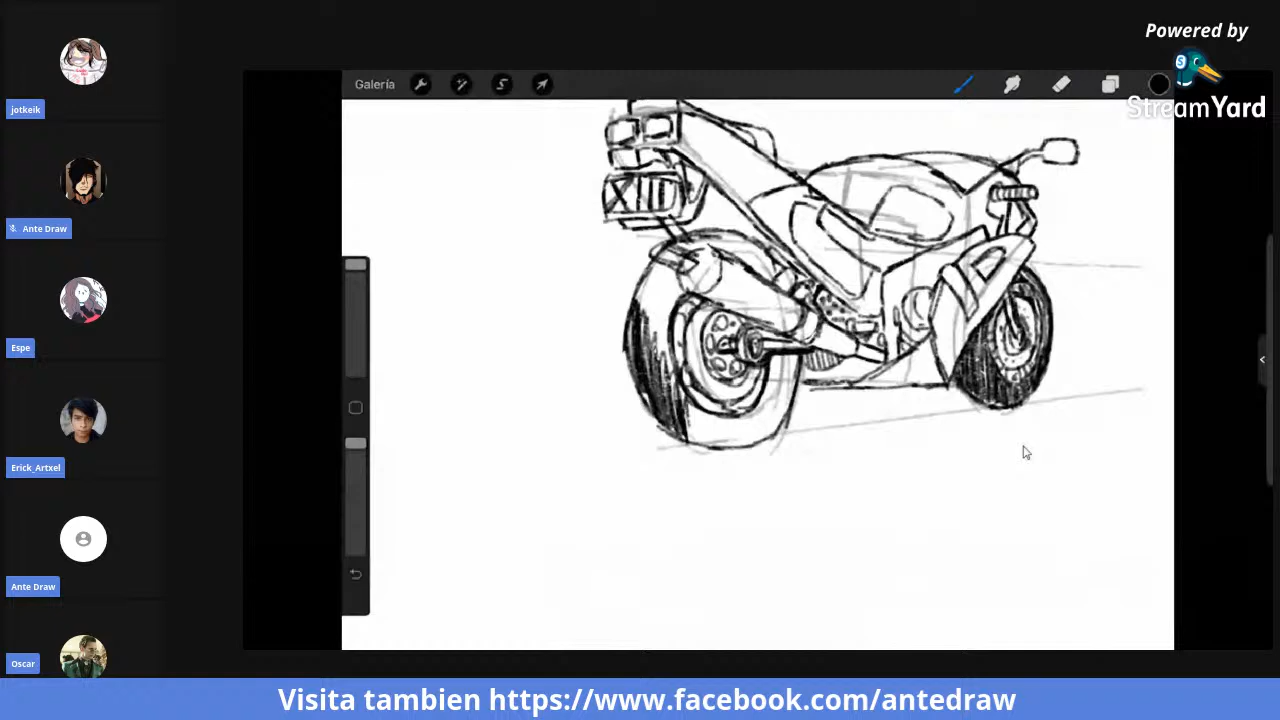 Powered by
StreamYard
Galería
jotkeik
Ante Draw
Espe
Erick_Artxel
Ante Draw
Oscar
XIII
Visita tambien https://www.facebook.com/antedraw